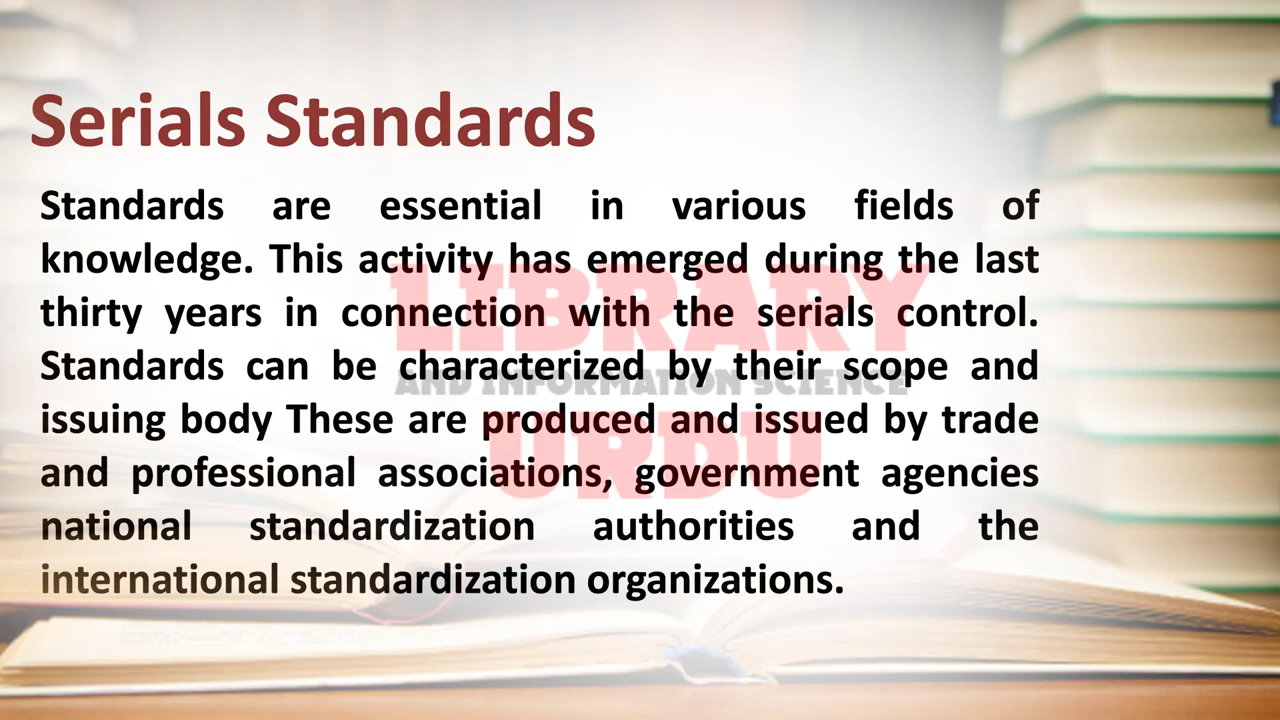 Serials Standards
Standards are essential in various fields of
knowledge. This activity has emerged during the last
thirty years in connection with the serials control.
Standards can be characterized by their scope and
issuing body These are produced and issued by trade
and professional associations, government agencies
national standardization authorities and the
international standardization organizations.
LIBRARY
AND INFORMATION SCIENCE
URDU